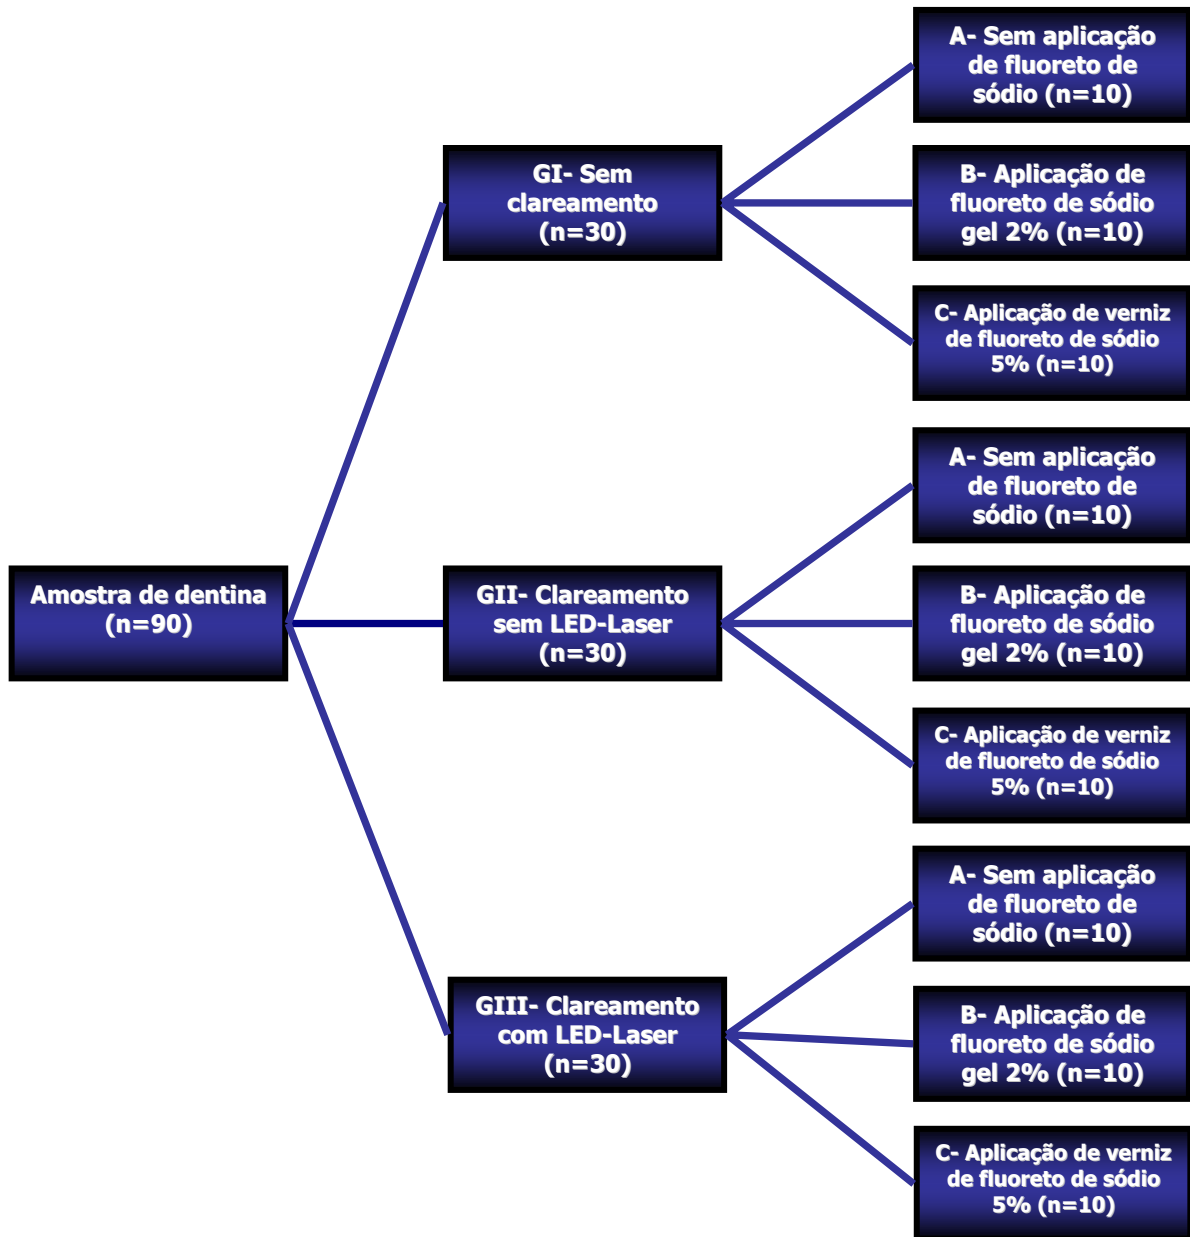 Amostra de dentina
(n=90)
GI- Sem
clareamento
(n=30)
A- Sem aplicação
de fluoreto de
sódio (n=10)
B- Aplicação de
fluoreto de sódio
gel 2% (n=10)
C- Aplicação de verniz
de fluoreto de sódio
5% (n=10)
GII- Clareamento
sem LED-Laser
(n=30)
A- Sem aplicação
de fluoreto de
sódio (n=10)
B- Aplicação de
fluoreto de sódio
gel 2% (n=10)
C- Aplicação de verniz
de fluoreto de sódio
5% (n=10)
GIII- Clareamento
com LED-Laser
(n=30)
A- Sem aplicação
de fluoreto de
sódio (n=10)
B- Aplicação de
fluoreto de sódio
gel 2% (n=10)
C- Aplicação de verniz
de fluoreto de sódio
5% (n=10)